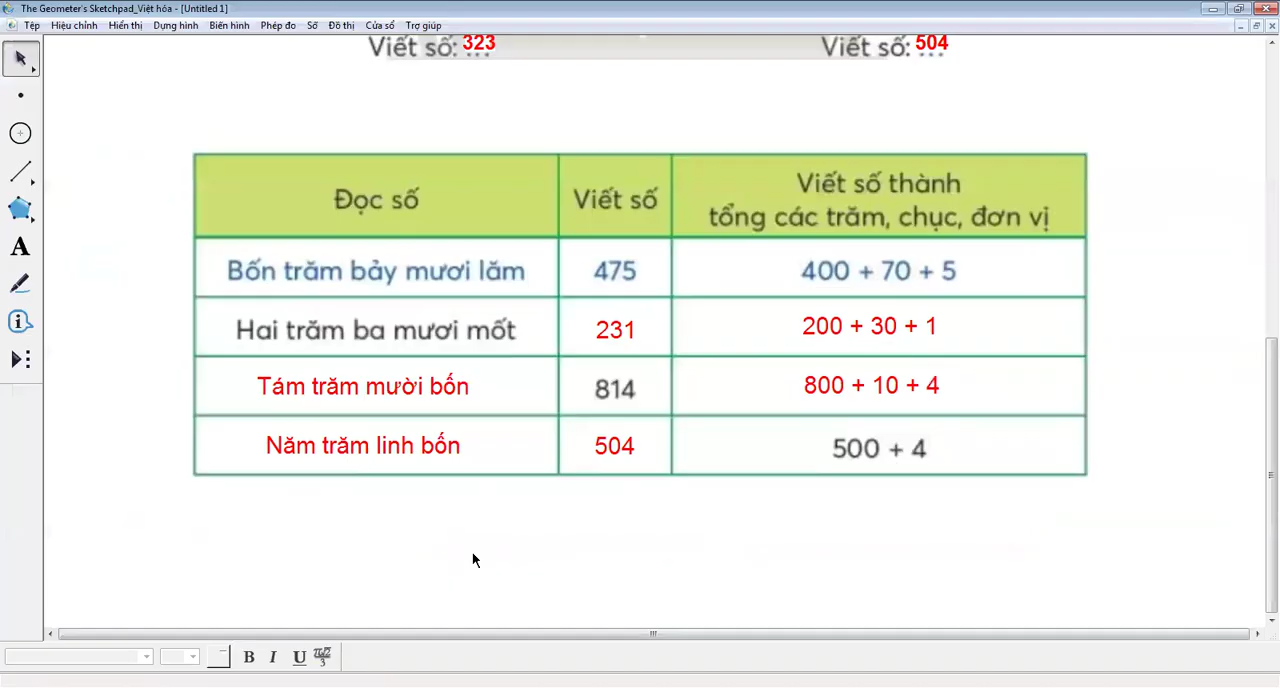 The Geometer's Sketchpad_Việt hóa - [Untitled 1]
Tệp Hiệu chỉnh Hiển thị Dựng hình Biến hình Phép đo Số Đồ thị Cửa sổ Trợ giúp
Viết số: 323 Viết số: 504
Đọc số Viết số Viết số thành
tổng các trăm, chục, đơn vị
Bốn trăm bảy mươi lăm 475 400 + 70 + 5
Hai trăm ba mươi mốt 231 200 + 30 + 1
Tám trăm mười bốn 814 800 + 10 + 4
Năm trăm linh bốn 504 500 + 4
B I U